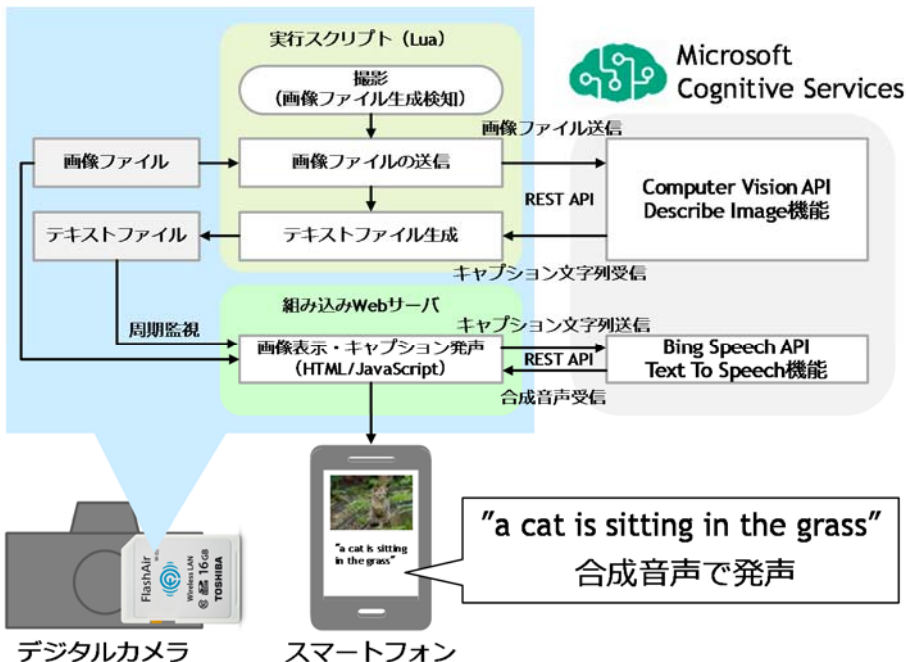 実行スクリプト（Lua）
撮影
（画像ファイル生成検知）
Microsoft
Cognitive Services
画像ファイル送信
画像ファイル
画像ファイルの送信
REST API
Computer Vision API
Describe Image機能
テキストファイル
テキストファイル生成
キャプション文字列受信
組み込みWebサーバ
周期監視
キャプション文字列送信
画像表示・キャプション発声
（HTML/JavaScript）
REST API
Bing Speech API
Text To Speech機能
合成音声受信
FlashAir
Wireless LAN
16GB
TOSHIBA
"a cat is sitting
in the grass"
"a cat is sitting in the grass"
合成音声で発声
デジタルカメラ
スマートフォン